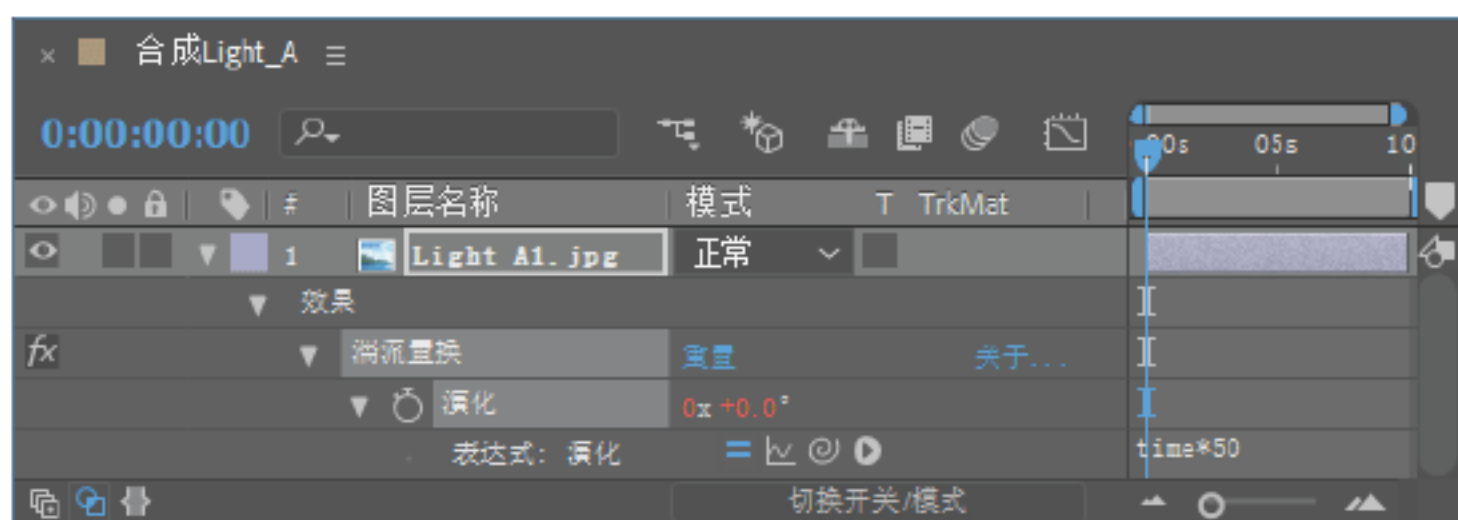 × 合成Light_A ≡
0:00:00:00
:00s 05s 10
# 图层名称 模式 T TrkMat
1 Light A1.jpg 正常
效果
fx 湍流置换 重置 关于...
演化 0x+0.0°
表达式: 演化 time*50
切换开关/模式